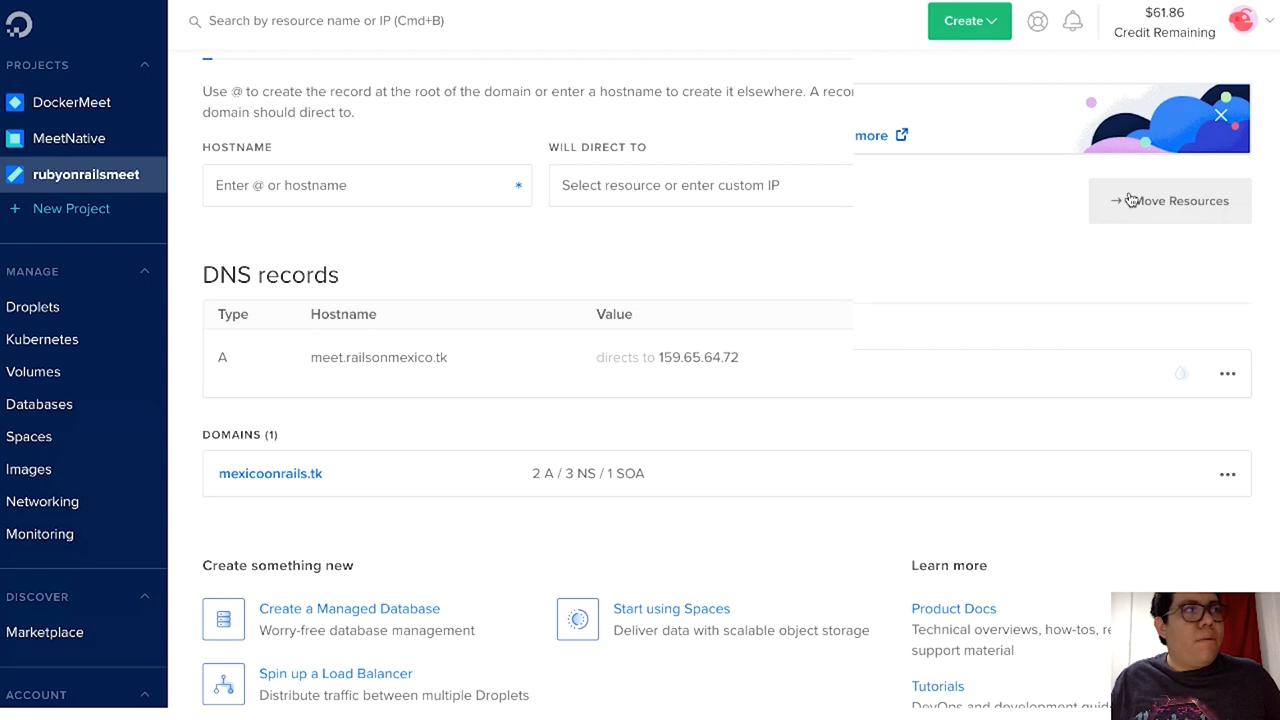 Search by resource name or IP (Cmd+B)
Create
$61.86
Credit Remaining
PROJECTS
DockerMeet
MeetNative
rubyonrailsmeet
+ New Project
MANAGE
Droplets
Kubernetes
Volumes
Databases
Spaces
Images
Networking
Monitoring
DISCOVER
Marketplace
ACCOUNT
Use @ to create the record at the root of the domain or enter a hostname to create it elsewhere. A
domain should direct to.
more
HOSTNAME
WILL DIRECT TO
Enter @ or hostname *
Select resource or enter custom IP
→ Move Resources
DNS records
Type Hostname Value
A meet.railsonmexico.tk directs to 159.65.64.72
DOMAINS (1)
mexicoonrails.tk 2 A / 3 NS / 1 SOA
Create something new
Create a Managed Database
Worry-free database management
Start using Spaces
Deliver data with scalable object storage
Spin up a Load Balancer
Distribute traffic between multiple Droplets
Learn more
Product Docs
Technical overviews, how-tos,
support material
Tutorials
DevOps and development